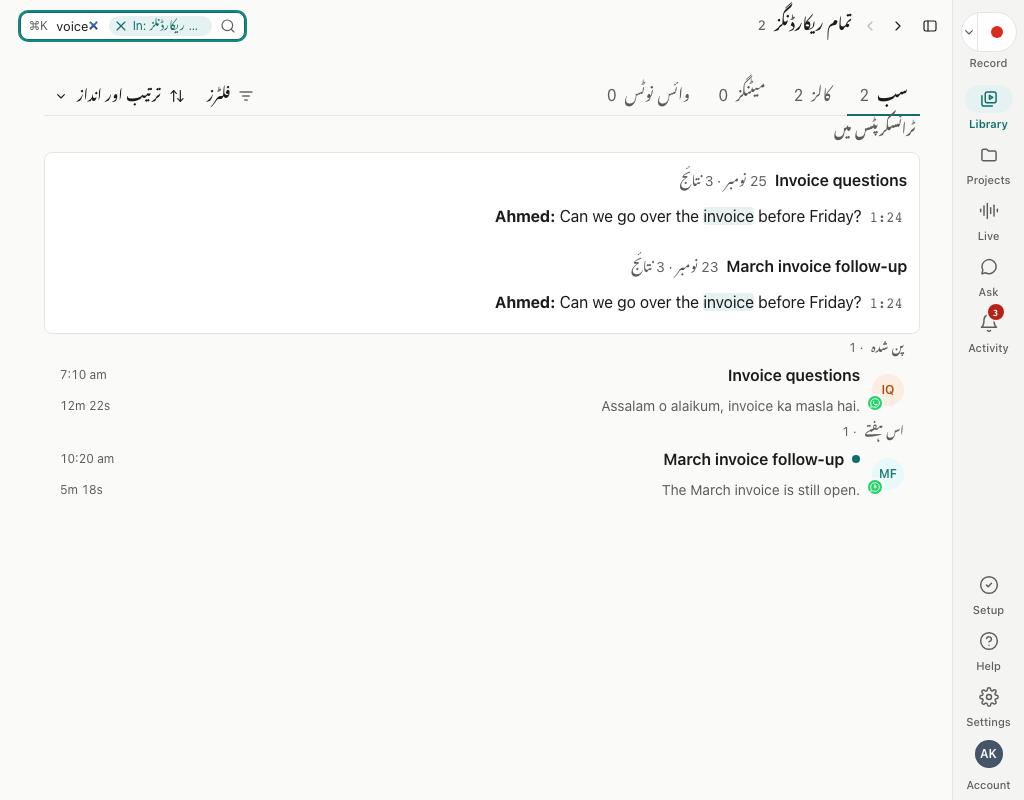 تمام ریکارڈنگز 2
In: ریکارڈنگز ...
voice
⌘K
Record
Library
Projects
Live
Ask
3
Activity
Setup
Help
Settings
AK
Account
سب 2
کالز 2
میٹنگز 0
وائس نوٹس 0
فلٹرز
ترتیب اور انداز
ٹرانسکرپٹس میں
Invoice questions 25 نومبر · 3 نتائج
Ahmed: Can we go over the invoice before Friday? 1:24
March invoice follow-up 23 نومبر · 3 نتائج
Ahmed: Can we go over the invoice before Friday? 1:24
پن شدہ · 1
IQ
Invoice questions
7:10 am
Assalam o alaikum, invoice ka masla hai.
12m 22s
اس ہفتے · 1
MF
March invoice follow-up
10:20 am
The March invoice is still open.
5m 18s